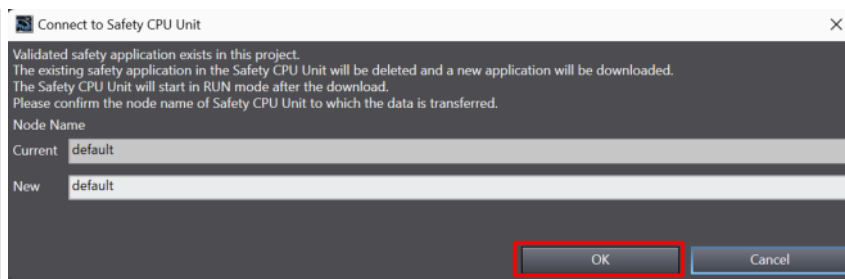 Connect to Safety CPU Unit
Validated safety application exists in this project.
The existing safety application in the Safety CPU Unit will be deleted and a new application will be downloaded.
The Safety CPU Unit will start in RUN mode after the download.
Please confirm the node name of Safety CPU Unit to which the data is transferred.
Node Name
Current default
New default
OK Cancel